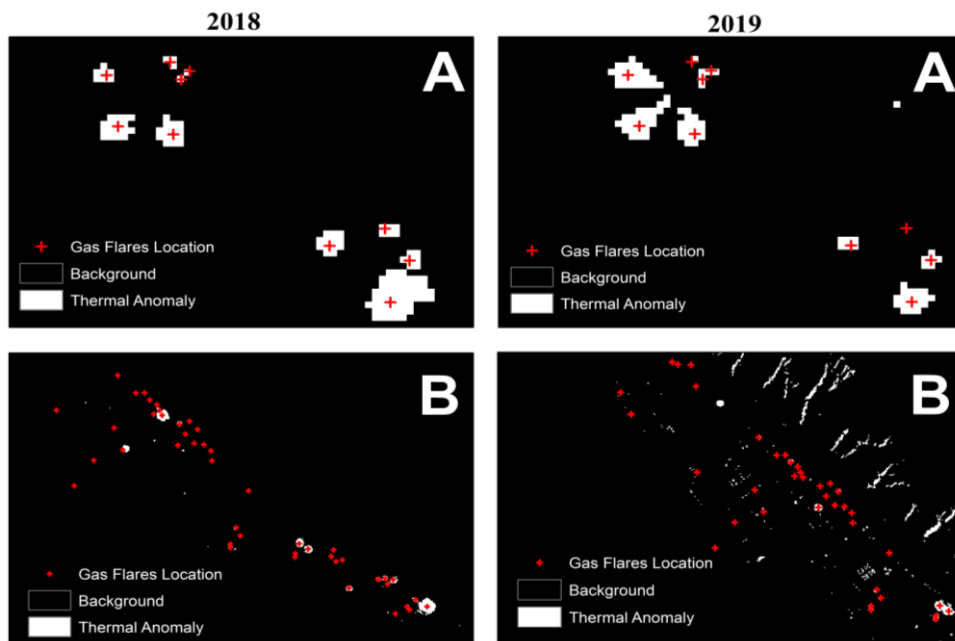 2018
2019
A
A
Gas Flares Location
Background
Thermal Anomaly
Gas Flares Location
Background
Thermal Anomaly
B
B
Gas Flares Location
Background
Thermal Anomaly
Gas Flares Location
Background
Thermal Anomaly